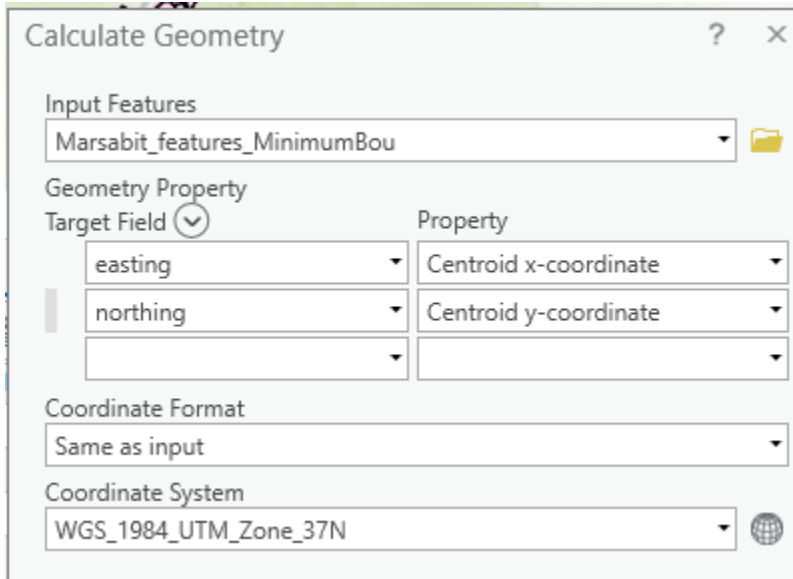 Calculate Geometry ? ×
Input Features
Marsabit_features_MinimumBou
Geometry Property
Target Field Property
easting Centroid x-coordinate
northing Centroid y-coordinate
Coordinate Format
Same as input
Coordinate System
WGS_1984_UTM_Zone_37N